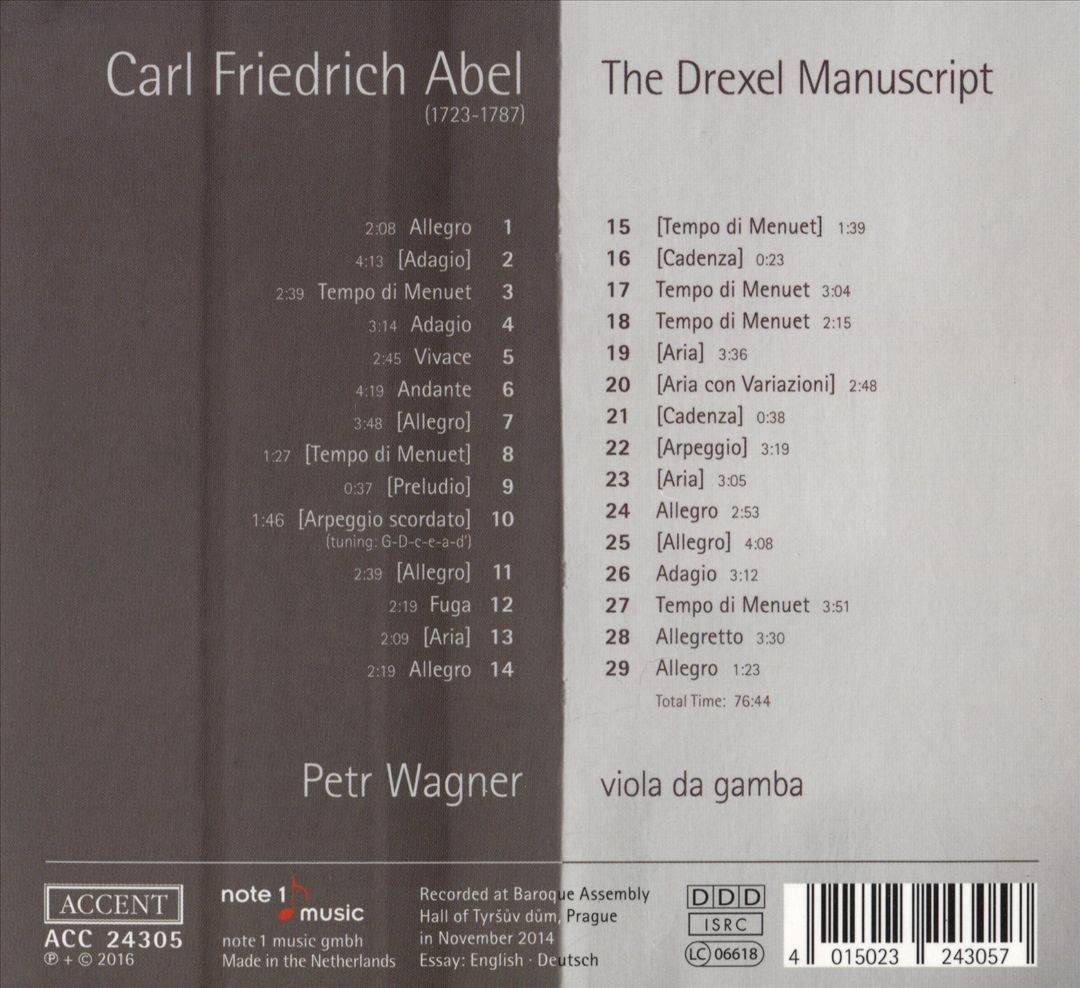 Carl Friedrich Abel
(1723-1787)
The Drexel Manuscript
2:08 Allegro 1
4:13 [Adagio] 2
2:39 Tempo di Menuet 3
3:14 Adagio 4
2:45 Vivace 5
4:19 Andante 6
3:48 [Allegro] 7
1:27 [Tempo di Menuet] 8
0:37 [Preludio] 9
1:46 [Arpeggio scordato] 10
(tuning: G-D-c-e-a-d')
2:39 [Allegro] 11
2:19 Fuga 12
2:09 [Aria] 13
2:19 Allegro 14
15 [Tempo di Menuet] 1:39
16 [Cadenza] 0:23
17 Tempo di Menuet 3:04
18 Tempo di Menuet 2:15
19 [Aria] 3:36
20 [Aria con Variazioni] 2:48
21 [Cadenza] 0:38
22 [Arpeggio] 3:19
23 [Aria] 3:05
24 Allegro 2:53
25 [Allegro] 4:08
26 Adagio 3:12
27 Tempo di Menuet 3:51
28 Allegretto 3:30
29 Allegro 1:23
Total Time: 76:44
Petr Wagner
viola da gamba
ACCENT
ACC 24305
℗ + © 2016
note 1
music
note 1 music gmbh
Made in the Netherlands
Recorded at Baroque Assembly
Hall of Tyršův dům, Prague
in November 2014
Essay: English · Deutsch
DDD
ISRC
LC 06618
4 015023 243057